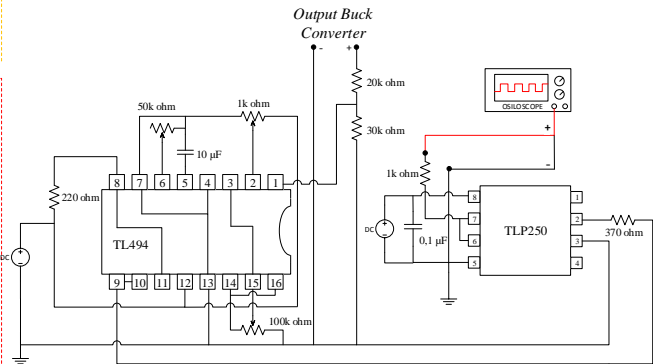 Output Buck
Converter
- +
20k ohm
30k ohm
50k ohm
1k ohm
10 µF
8 7 6 5 4 3 2 1
220 ohm
TL494
DC
9 10 11 12 13 14 15 16
100k ohm
OSILOSCOPE
+
-
1k ohm
DC
0,1 µF
8 1
7 2
6 3
5 4
TLP250
370 ohm